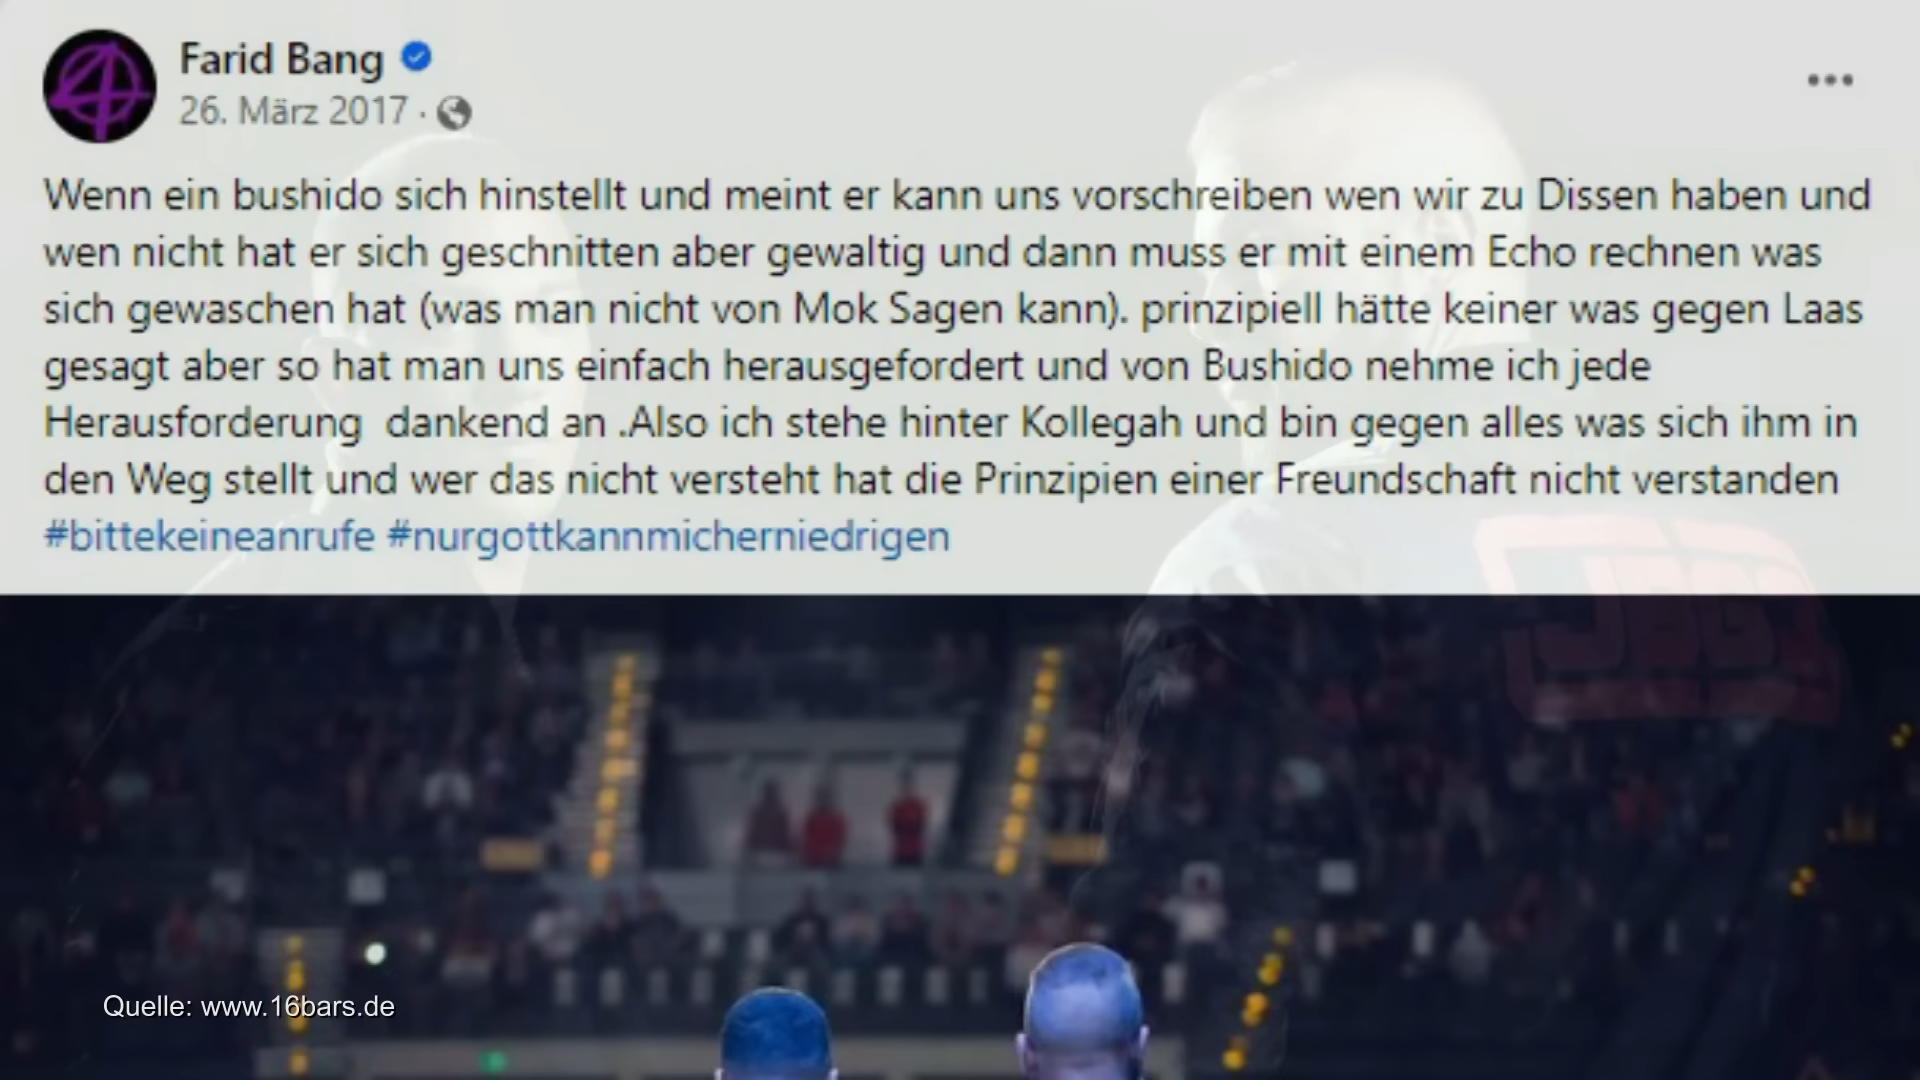 Farid Bang
26. März 2017 ·
Wenn ein bushido sich hinstellt und meint er kann uns vorschreiben wen wir zu Dissen haben und
wen nicht hat er sich geschnitten aber gewaltig und dann muss er mit einem Echo rechnen was
sich gewaschen hat (was man nicht von Mok Sagen kann). prinzipiell hätte keiner was gegen Laas
gesagt aber so hat man uns einfach herausgefordert und von Bushido nehme ich jede
Herausforderung  dankend an .Also ich stehe hinter Kollegah und bin gegen alles was sich ihm in
den Weg stellt und wer das nicht versteht hat die Prinzipien einer Freundschaft nicht verstanden
#bittekeineanrufe #nurgottkannmicherniedrigen
Quelle: www.16bars.de